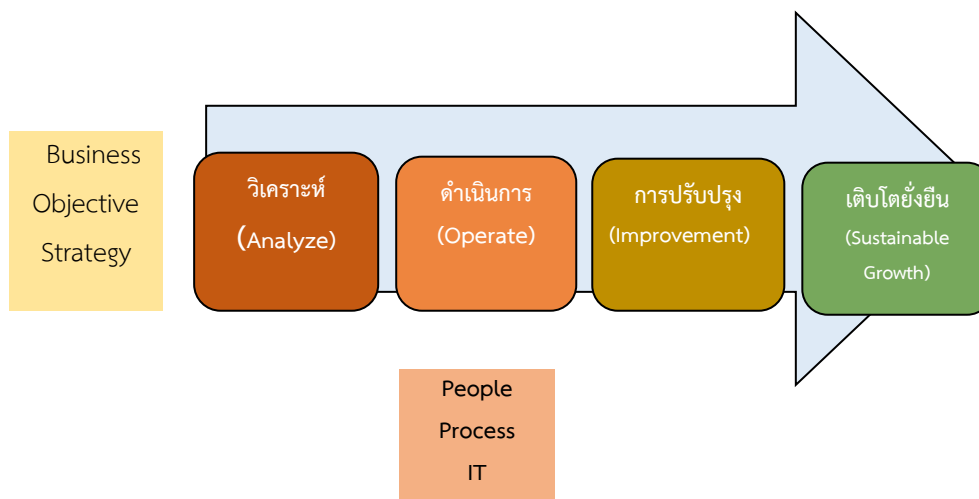 Business
Objective
Strategy
วิเคราะห์
(Analyze)
ดำเนินการ
(Operate)
การปรับปรุง
(Improvement)
เติบโตยั่งยืน
(Sustainable
Growth)
People
Process
IT